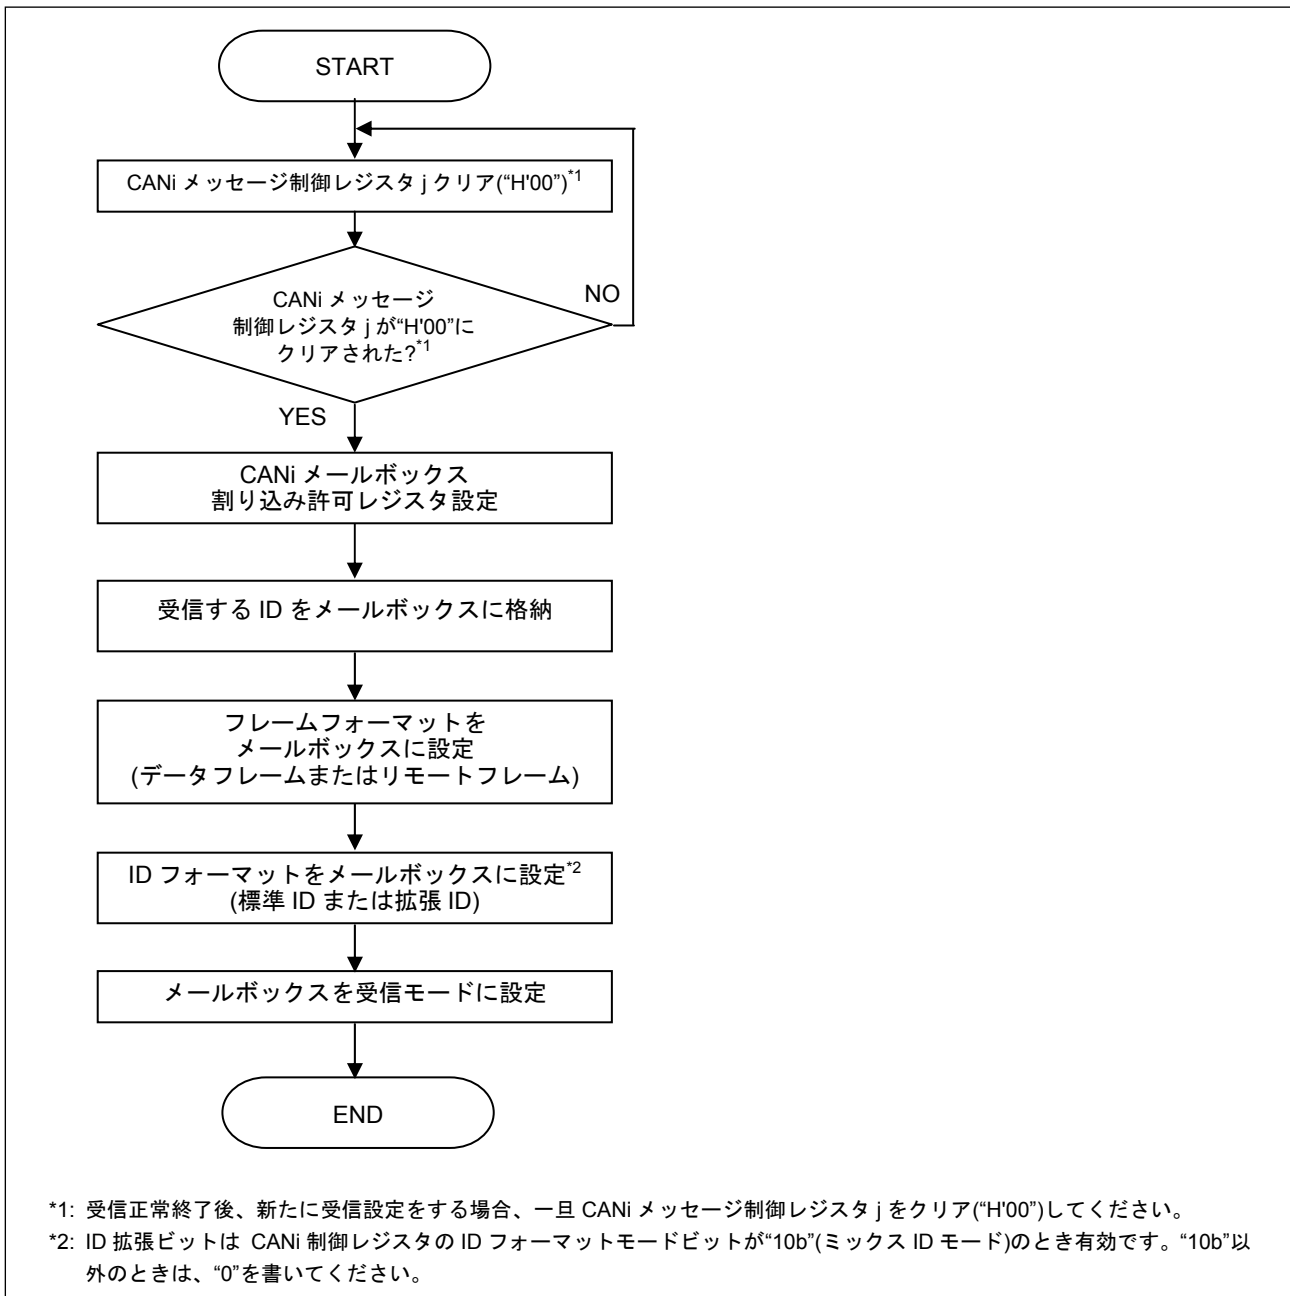 START
CANi メッセージ制御レジスタ j クリア(“H'00”)*1
CANi メッセージ
制御レジスタ j が“H'00”に
クリアされた?*1
NO
YES
CANi メールボックス
割り込み許可レジスタ設定
受信する ID をメールボックスに格納
フレームフォーマットを
メールボックスに設定
(データフレームまたはリモートフレーム)
ID フォーマットをメールボックスに設定*2
(標準 ID または拡張 ID)
メールボックスを受信モードに設定
END
*1: 受信正常終了後、新たに受信設定をする場合、一旦 CANi メッセージ制御レジスタ j をクリア(“H'00”)してください。
*2: ID 拡張ビットは CANi 制御レジスタの ID フォーマットモードビットが“10b”(ミックス ID モード)のとき有効です。“10b”以
外のときは、“0”を書いてください。